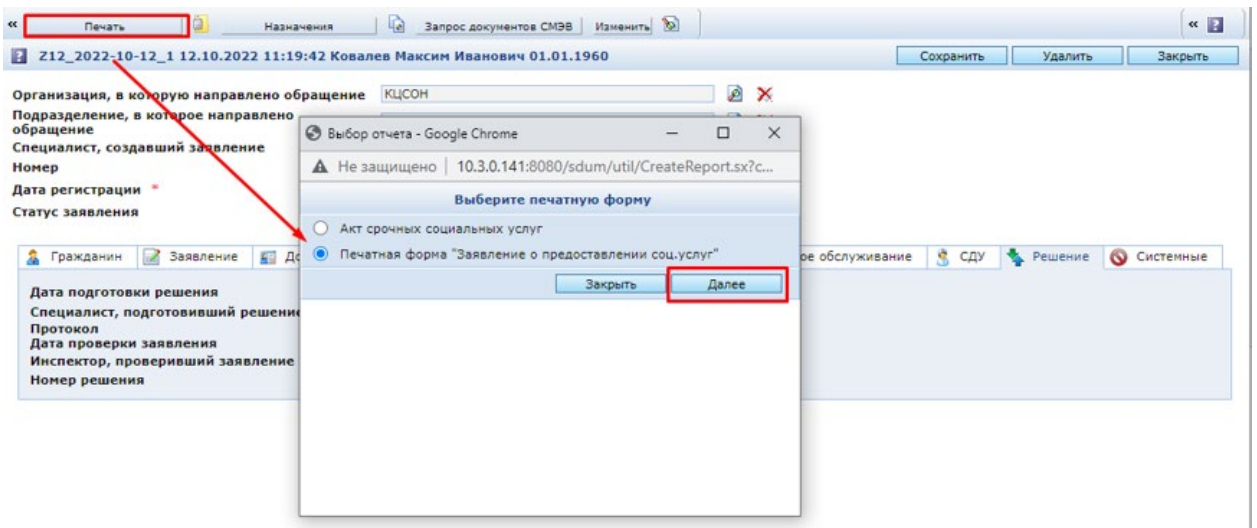 « Печать Назначения Запрос документов СМЭВ Изменить «
Z12_2022-10-12_1 12.10.2022 11:19:42 Ковалев Максим Иванович 01.01.1960 Сохранить Удалить Закрыть
Организация, в которую направлено обращение КЦСОН
Подразделение, в которое направлено
обращение
Специалист, создавший заявление
Номер
Дата регистрации *
Статус заявления
Выбор отчета - Google Chrome
Не защищено | 10.3.0.141:8080/sdum/util/CreateReport.sx?c...
Выберите печатную форму
Акт срочных социальных услуг
Печатная форма "Заявление о предоставлении соц.услуг"
Закрыть Далее
Гражданин Заявление До ое обслуживание СДУ Решение Системные
Дата подготовки решения
Специалист, подготовивший решение
Протокол
Дата проверки заявления
Инспектор, проверивший заявление
Номер решения